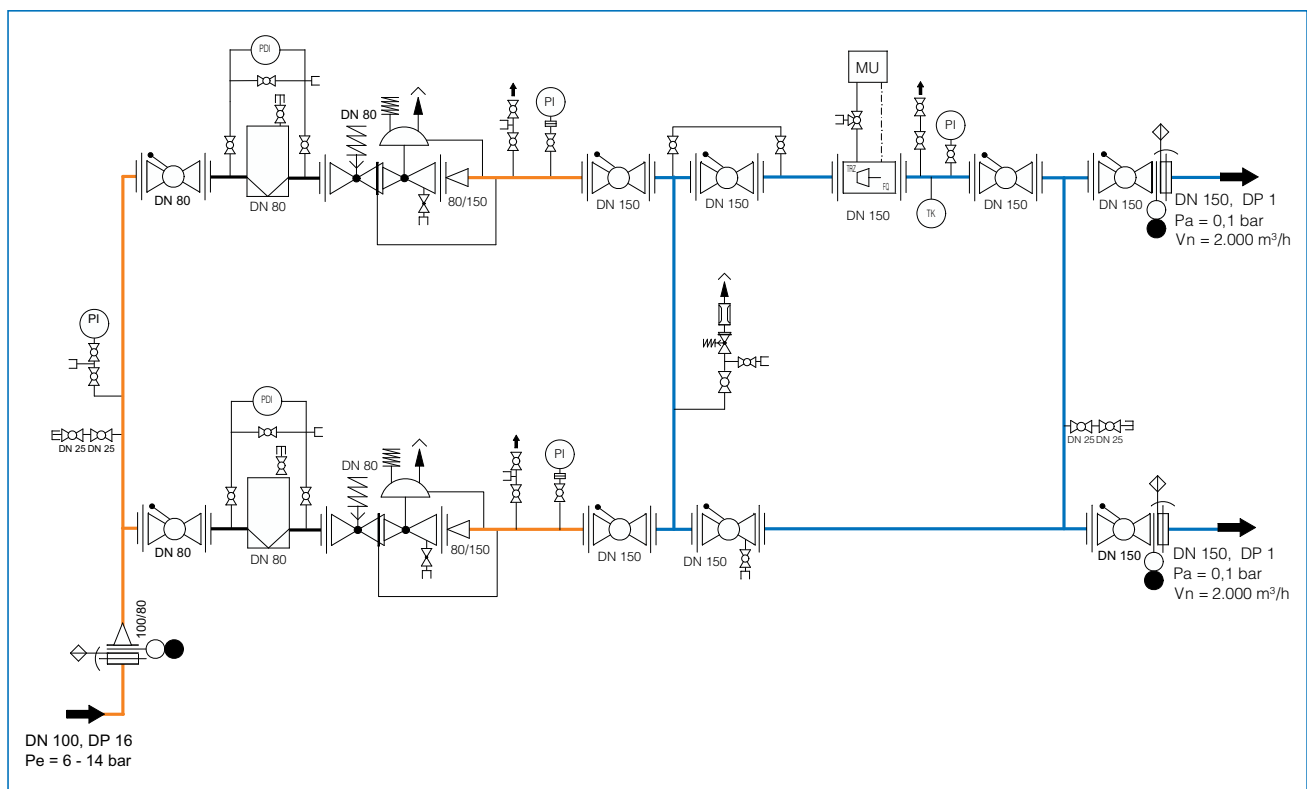 PDI
MU
DN 80
PI
PI
TRZ
FQ
DN 80
DN 80
80/150
DN 150
DN 150
DN 150
TK
DN 150
DN 150
DN 150, DP 1
Pa = 0,1 bar
Vn = 2.000 m³/h
PI
PDI
DN 25 DN 25
DN 25 DN 25
DN 80
PI
DN 80
DN 80
80/150
DN 150
DN 150
DN 150
DN 150, DP 1
Pa = 0,1 bar
Vn = 2.000 m³/h
100/80
DN 100, DP 16
Pe = 6 - 14 bar